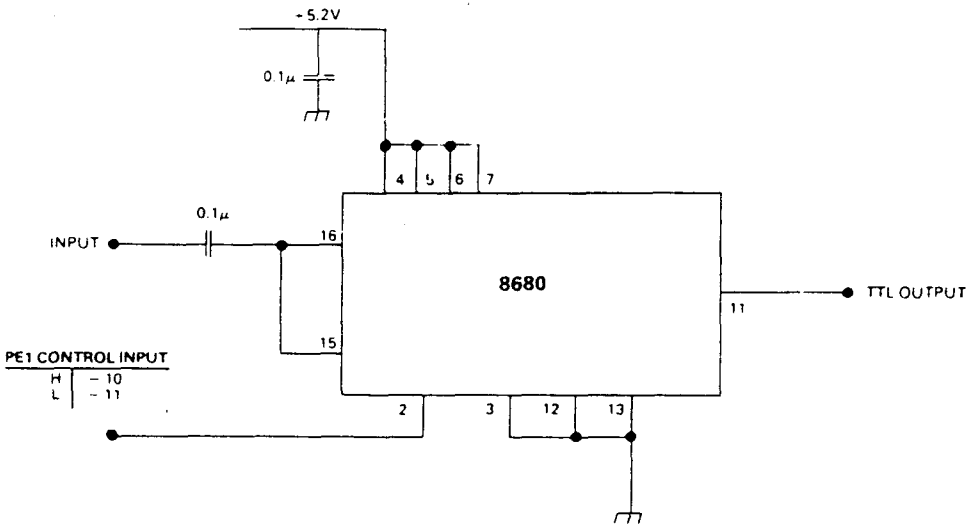 +5.2V
0.1μ
4 5 6 7
0.1μ
INPUT
16
8680
11
TTL OUTPUT
15
PE1 CONTROL INPUT
H ÷ 10
L ÷ 11
2 3 12 13